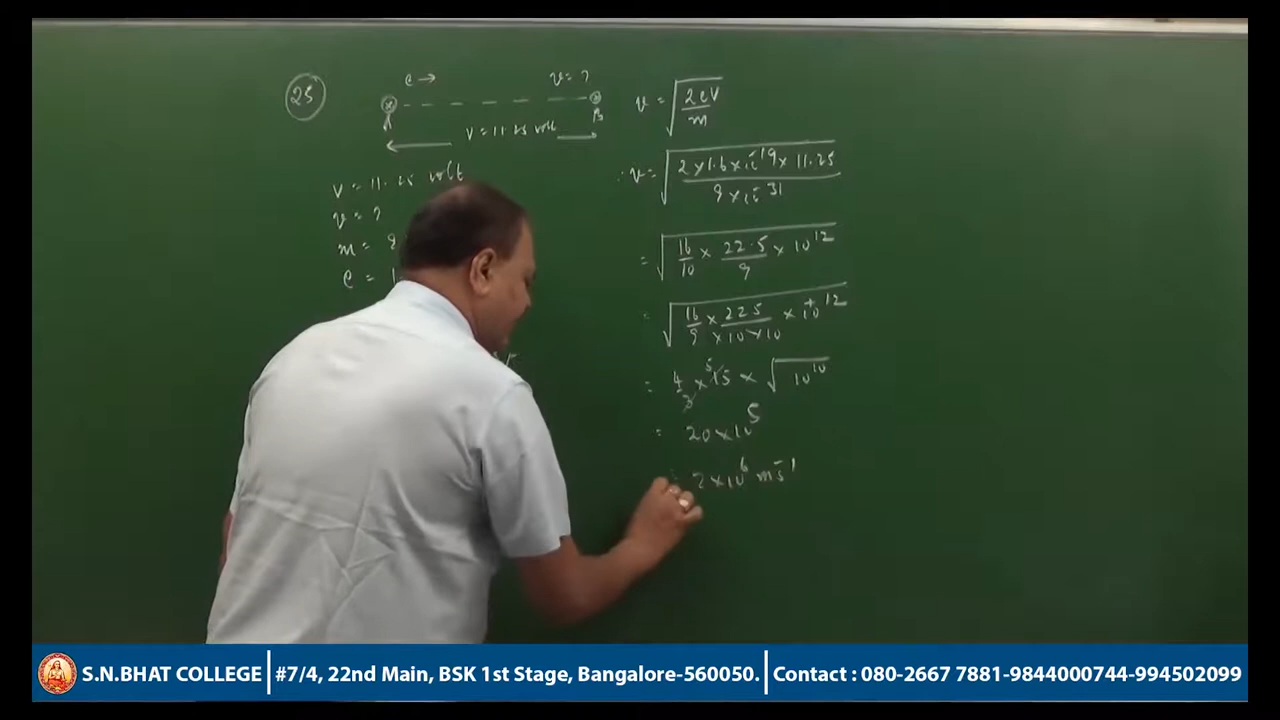 25
e → v = ?
A B
V = 11.25 volt
V = 11.25 volt
v = ?
m = 9
e = 1
v = √(2eV/m)
∴ v = √(2 × 1.6 × 10⁻¹⁹ × 11.25 / 9 × 10⁻³¹)
= √(16/10 × 22.5/9 × 10¹²)
= √(16/9 × 225/×10×10 × 10⁺¹²)
= 4/3 × 15 5 × √10¹⁰
= 20 × 10⁵
= 2 × 10⁶ ms⁻¹
S.N.BHAT COLLEGE #7/4, 22nd Main, BSK 1st Stage, Bangalore-560050. Contact : 080-2667 7881-9844000744-994502099